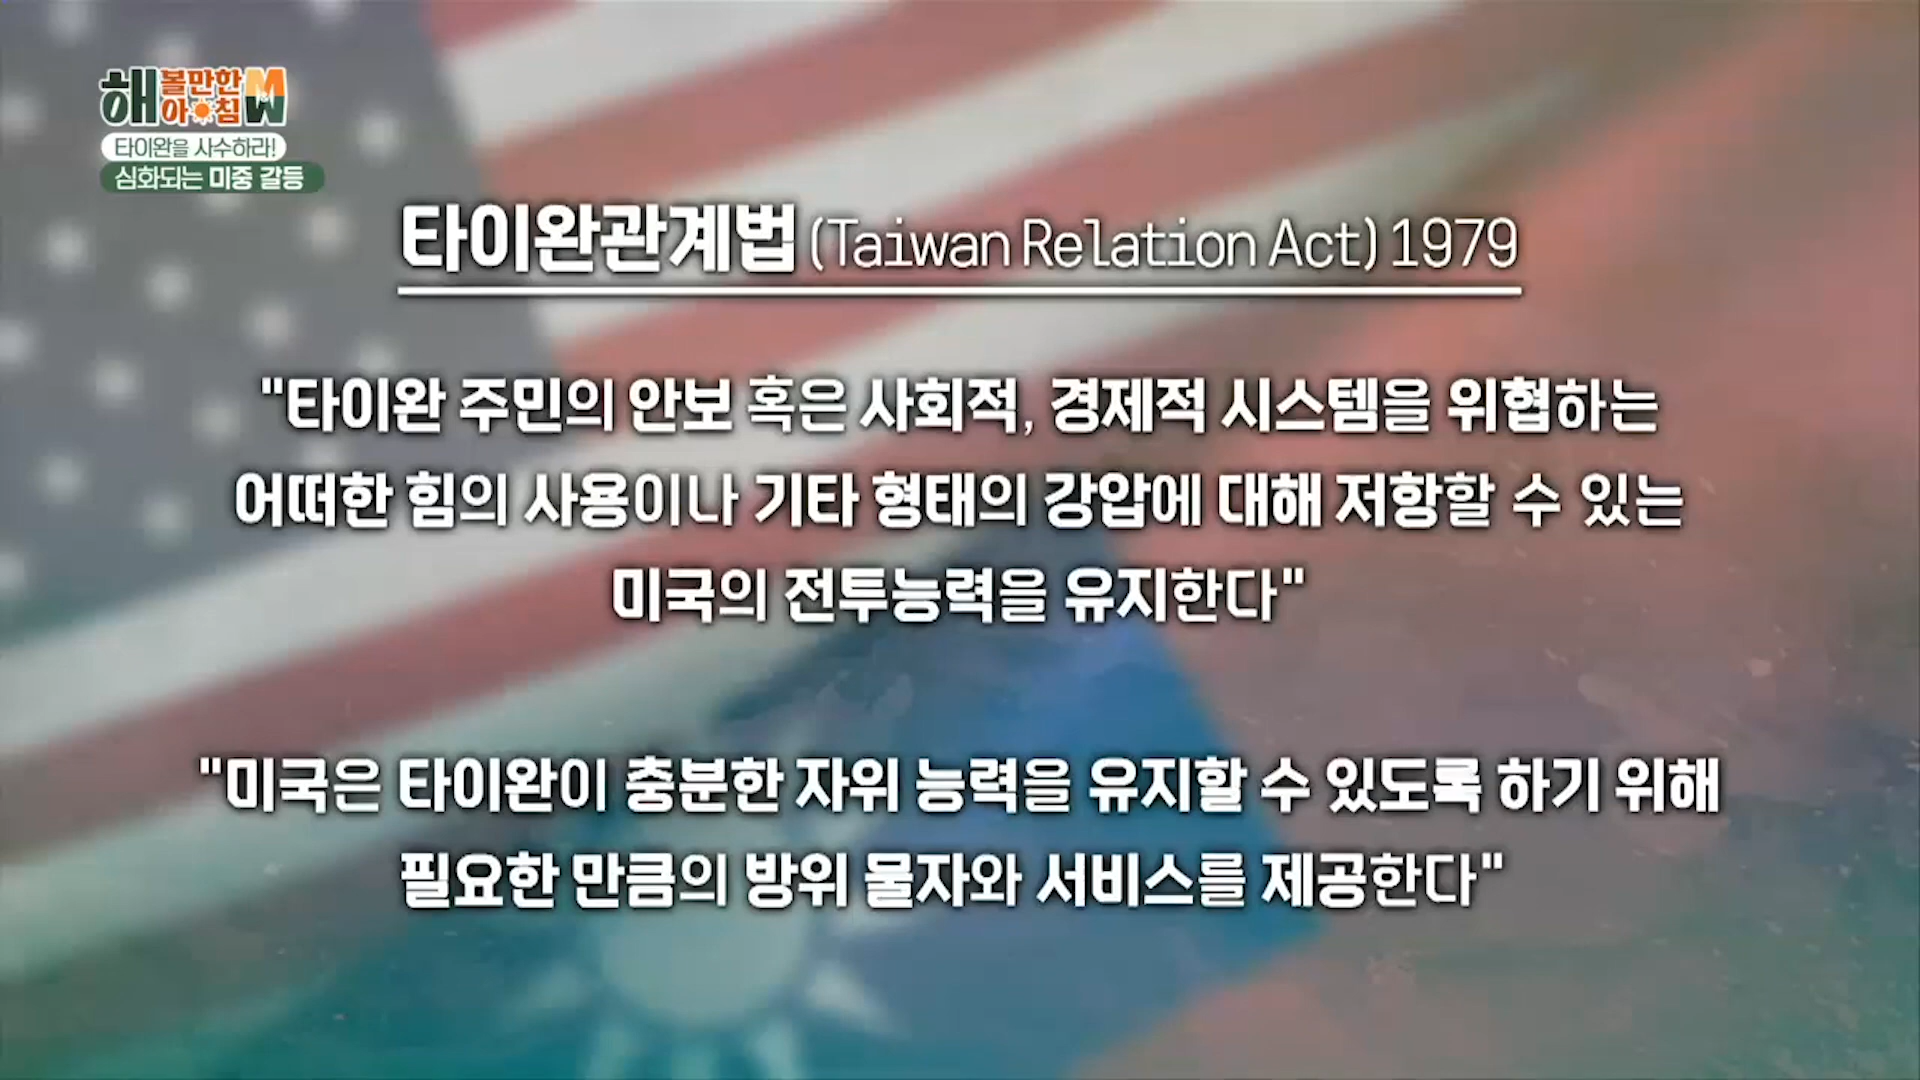 해볼만한아침 M&W
타이완을 사수하라!
심화되는 미중 갈등
타이완관계법 (Taiwan Relation Act) 1979
"타이완 주민의 안보 혹은 사회적, 경제적 시스템을 위협하는
어떠한 힘의 사용이나 기타 형태의 강압에 대해 저항할 수 있는
미국의 전투능력을 유지한다"
"미국은 타이완이 충분한 자위 능력을 유지할 수 있도록 하기 위해
필요한 만큼의 방위 물자와 서비스를 제공한다"